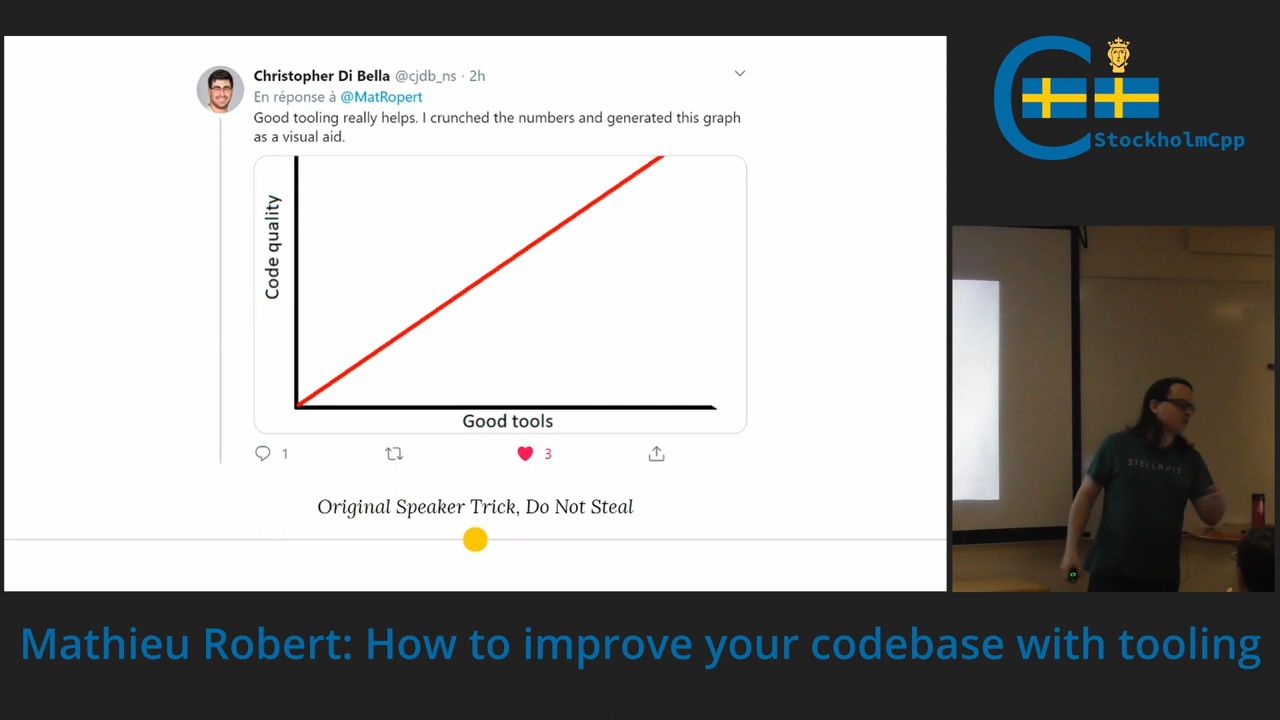 Christopher Di Bella @cjdb_ns · 2h
En réponse à @MatRopert
Good tooling really helps. I crunched the numbers and generated this graph
as a visual aid.
Code quality
Good tools
1
3
Original Speaker Trick, Do Not Steal
StockholmCpp
STELLARIS
Mathieu Robert: How to improve your codebase with tooling